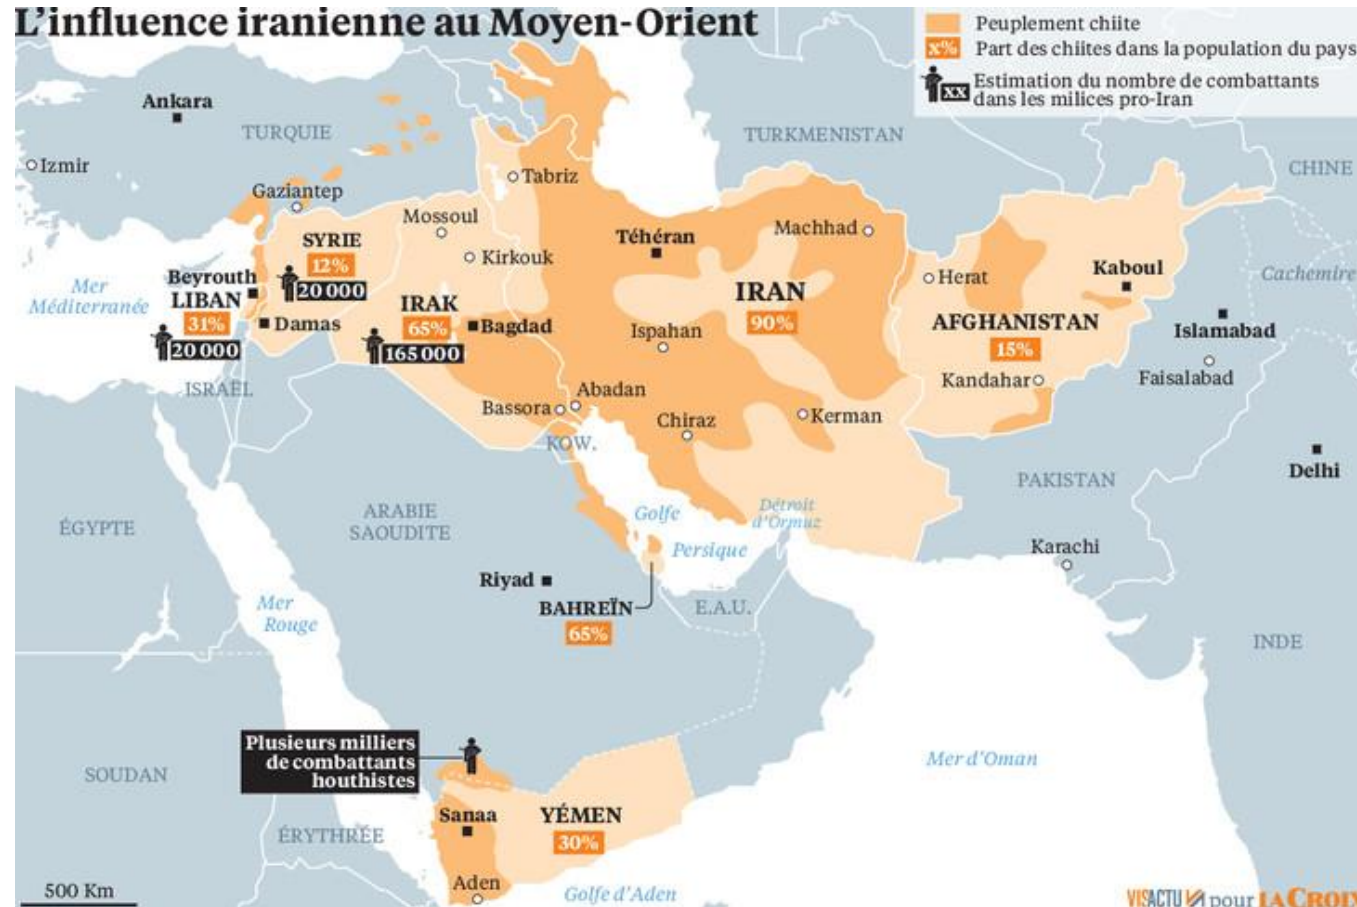 L'influence iranienne au Moyen-Orient
Peuplement chiite
x% Part des chiites dans la population du pays
xx Estimation du nombre de combattants
dans les milices pro-Iran
Ankara
TURQUIE
Izmir
Gaziantep
TURKMENISTAN
CHINE
Tabriz
Mossoul
Kirkouk
SYRIE
12%
20 000
Téhéran
Machhad
Herat
Kaboul
Cachemire
Mer
Méditerranée
Beyrouth
LIBAN
31%
20 000
Damas
IRAK
65%
165 000
Bagdad
IRAN
90%
Ispahan
AFGHANISTAN
15%
Islamabad
Faisalabad
Kandahar
ISRAËL
Bassora
Abadan
Chiraz
Kerman
KOW.
PAKISTAN
Delhi
ÉGYPTE
ARABIE
SAOUDITE
Golfe
Persique
Détroit
d'Ormuz
Karachi
Riyad
BAHREÏN
65%
E.A.U.
Mer
Rouge
INDE
Plusieurs milliers
de combattants
houthistes
SOUDAN
Mer d'Oman
Sanaa
YÉMEN
30%
ÉRYTHRÉE
Aden
Golfe d'Aden
500 Km
VISACTU pour LA CROIX